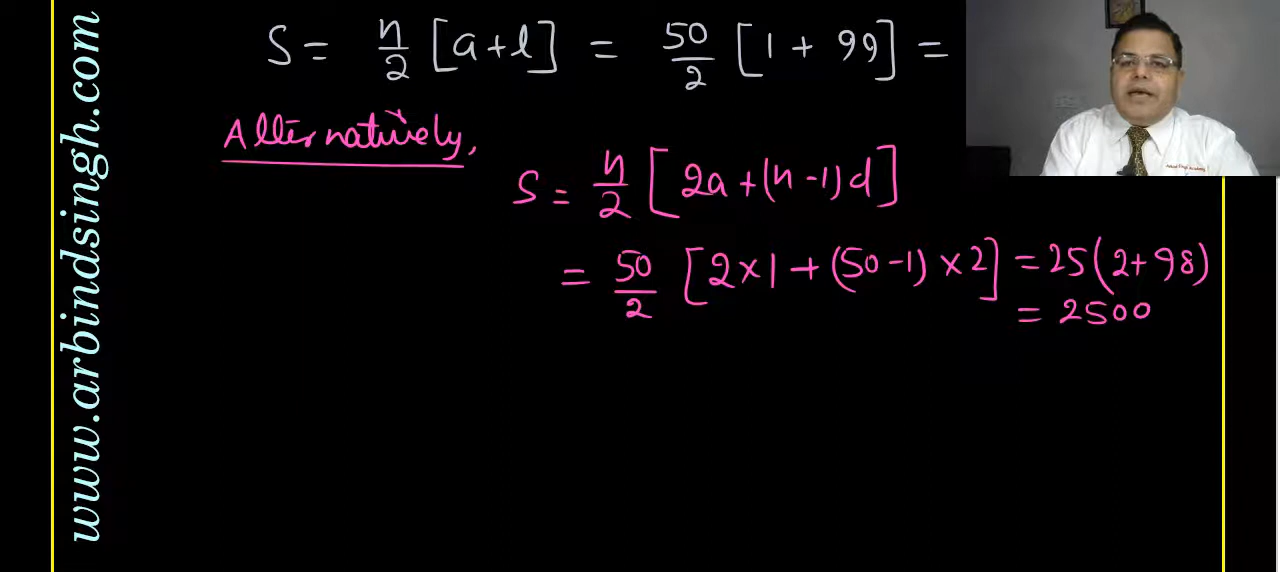 S = n/2 [a+l] = 50/2 [1 + 99] =
Alternatively,
S = n/2 [2a + (n-1)d]
= 50/2 [2×1 + (50-1)×2] = 25(2+98)
= 2500
www.arbindsingh.com